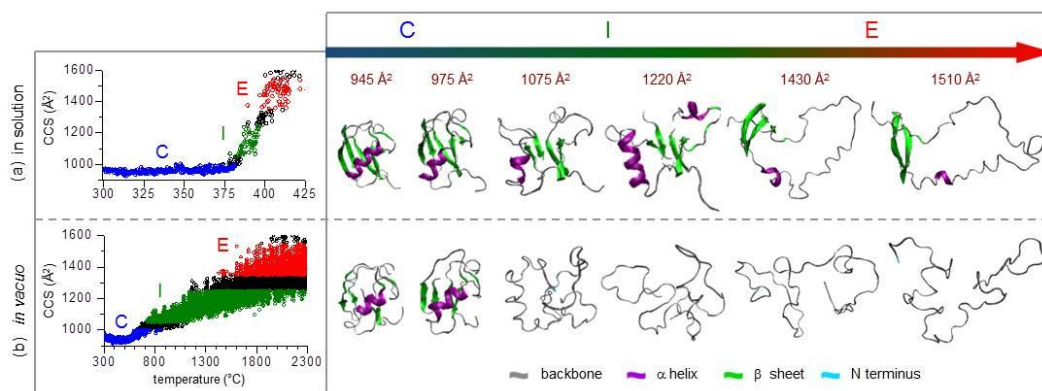 C I E
945 Å² 975 Å² 1075 Å² 1220 Å² 1430 Å² 1510 Å²
(a) in solution
CCS (Å²)
1600
1400
1200
1000
C I E
300 325 350 375 400 425
(b) in vacuo
CCS (Å²)
1600
1400
1200
1000
C I E
300 800 1300 1800 2300
temperature (°C)
backbone α helix β sheet N terminus